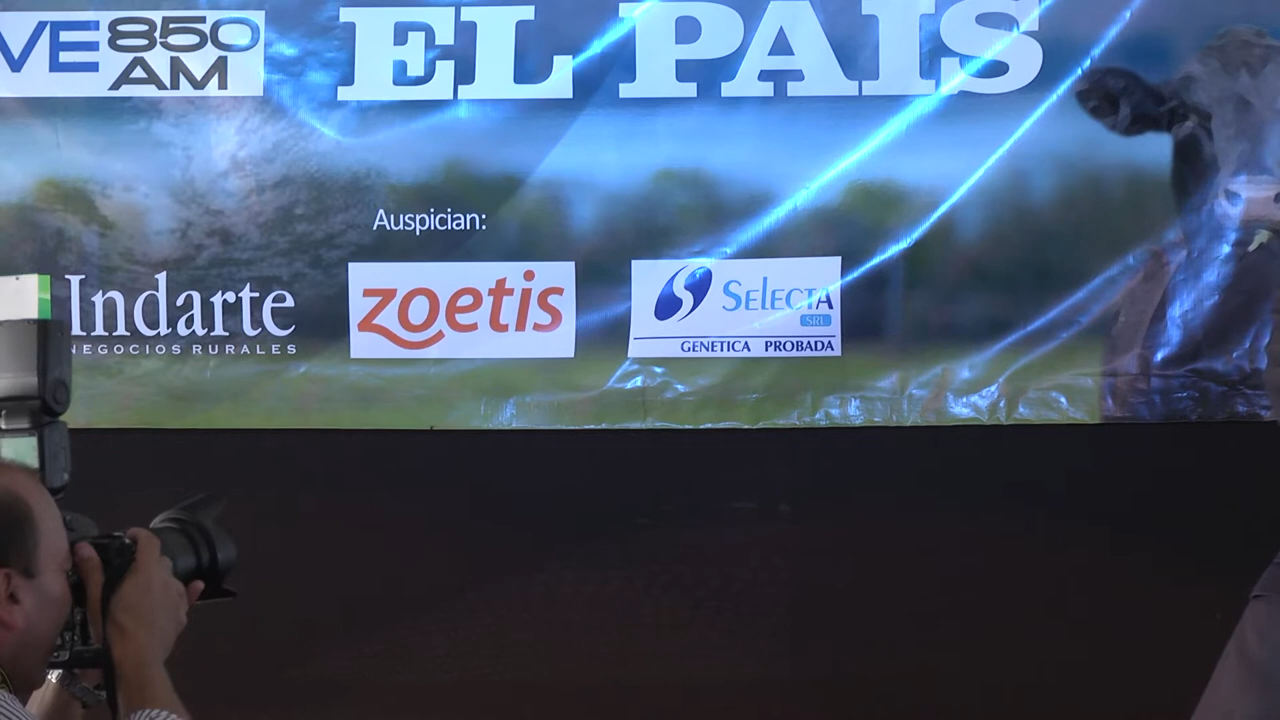 VE 850
AM
EL PAIS
Auspician:
Indarte
NEGOCIOS RURALES
zoetis
SELECTA
SRL
GENETICA PROBADA